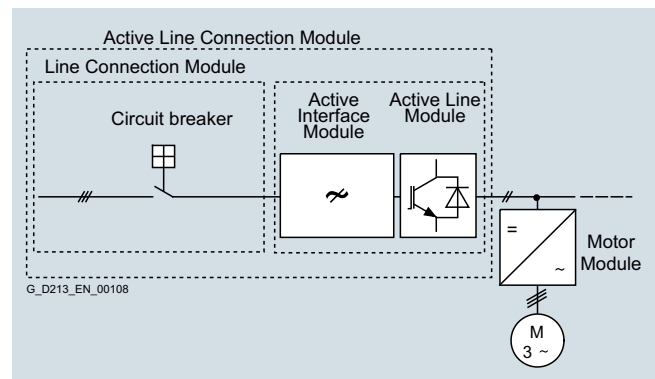 Active Line Connection Module
Line Connection Module
Circuit breaker
Active
Interface
Module
Active Line
Module
=
~
Motor
Module
M
3 ~
G_D213_EN_00108